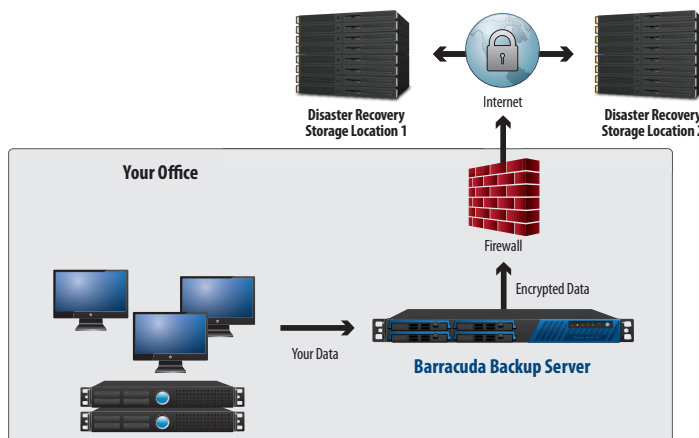 Internet
Disaster Recovery
Storage Location 1
Disaster Recovery
Storage Location 2
Your Office
Firewall
Encrypted Data
Your Data
Barracuda Backup Server